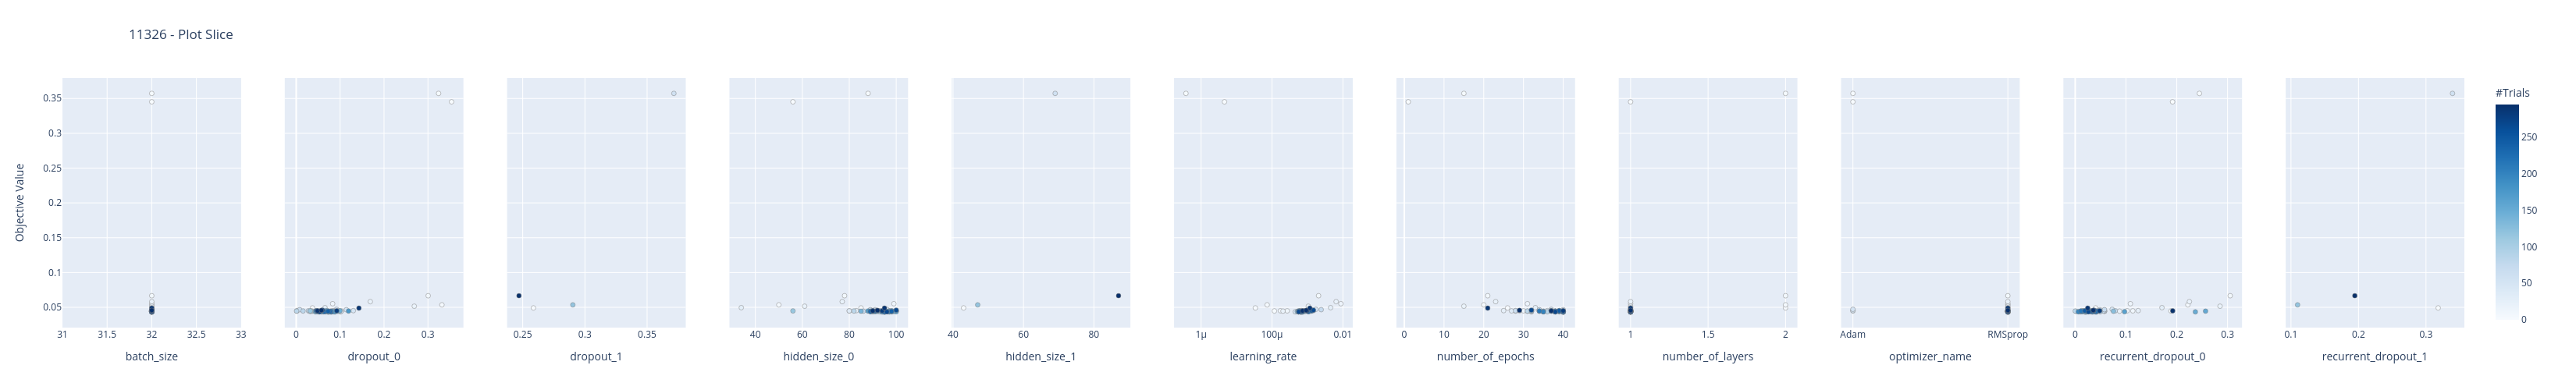 11326 - Plot Slice
#Trials
Objective Value
0.35
0.3
0.25
0.2
0.15
0.1
0.05
250
200
150
100
50
0
31 31.5 32 32.5 33
0 0.1 0.2 0.3
0.25 0.3 0.35
40 60 80 100
40 60 80
1μ 100μ 0.01
0 10 20 30 40
1 1.5 2
Adam RMSprop
0 0.1 0.2 0.3
0.1 0.2 0.3
batch_size
dropout_0
dropout_1
hidden_size_0
hidden_size_1
learning_rate
number_of_epochs
number_of_layers
optimizer_name
recurrent_dropout_0
recurrent_dropout_1